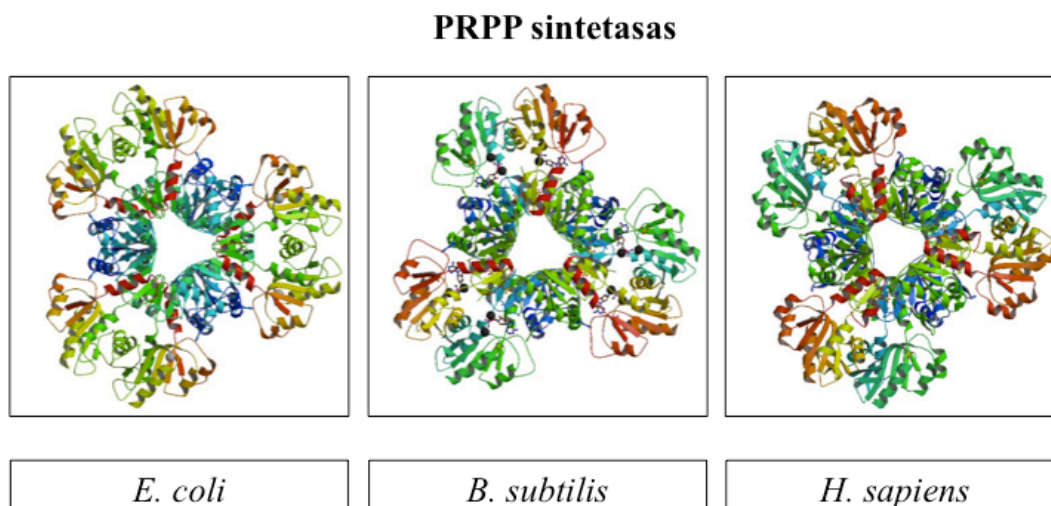 PRPP sintetasas
E. coli
B. subtilis
H. sapiens